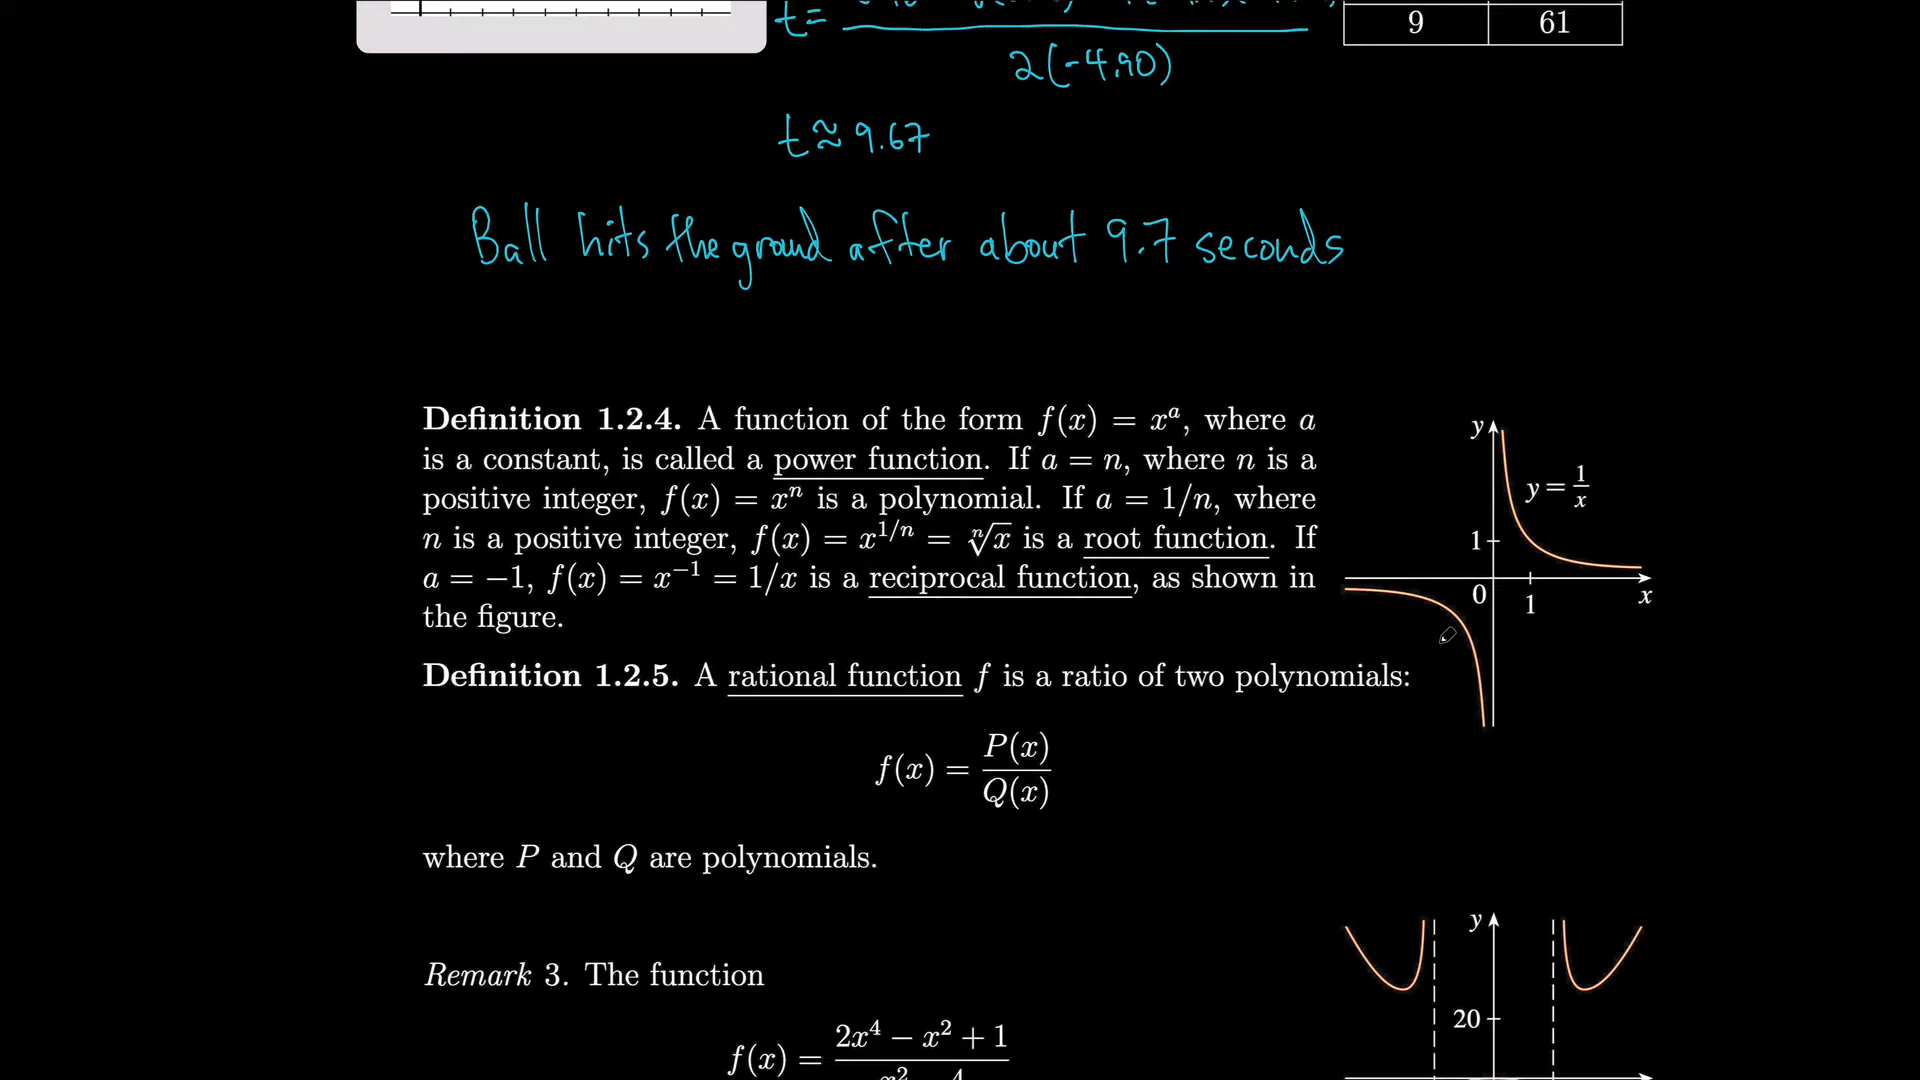 t =
9 61
2(-4.90)
t ≈ 9.67
Ball hits the ground after about 9.7 seconds
Definition 1.2.4. A function of the form f(x) = x^a, where a
is a constant, is called a power function. If a = n, where n is a
positive integer, f(x) = x^n is a polynomial. If a = 1/n, where
n is a positive integer, f(x) = x^{1/n} = ⁿ√x is a root function. If
a = −1, f(x) = x^{−1} = 1/x is a reciprocal function, as shown in
the figure.
y
y = 1/x
1
0
1
x
Definition 1.2.5. A rational function f is a ratio of two polynomials:
f(x) = P(x)/Q(x)
where P and Q are polynomials.
Remark 3. The function
f(x) = (2x^4 − x^2 + 1)/(x^2 − 4
y
20